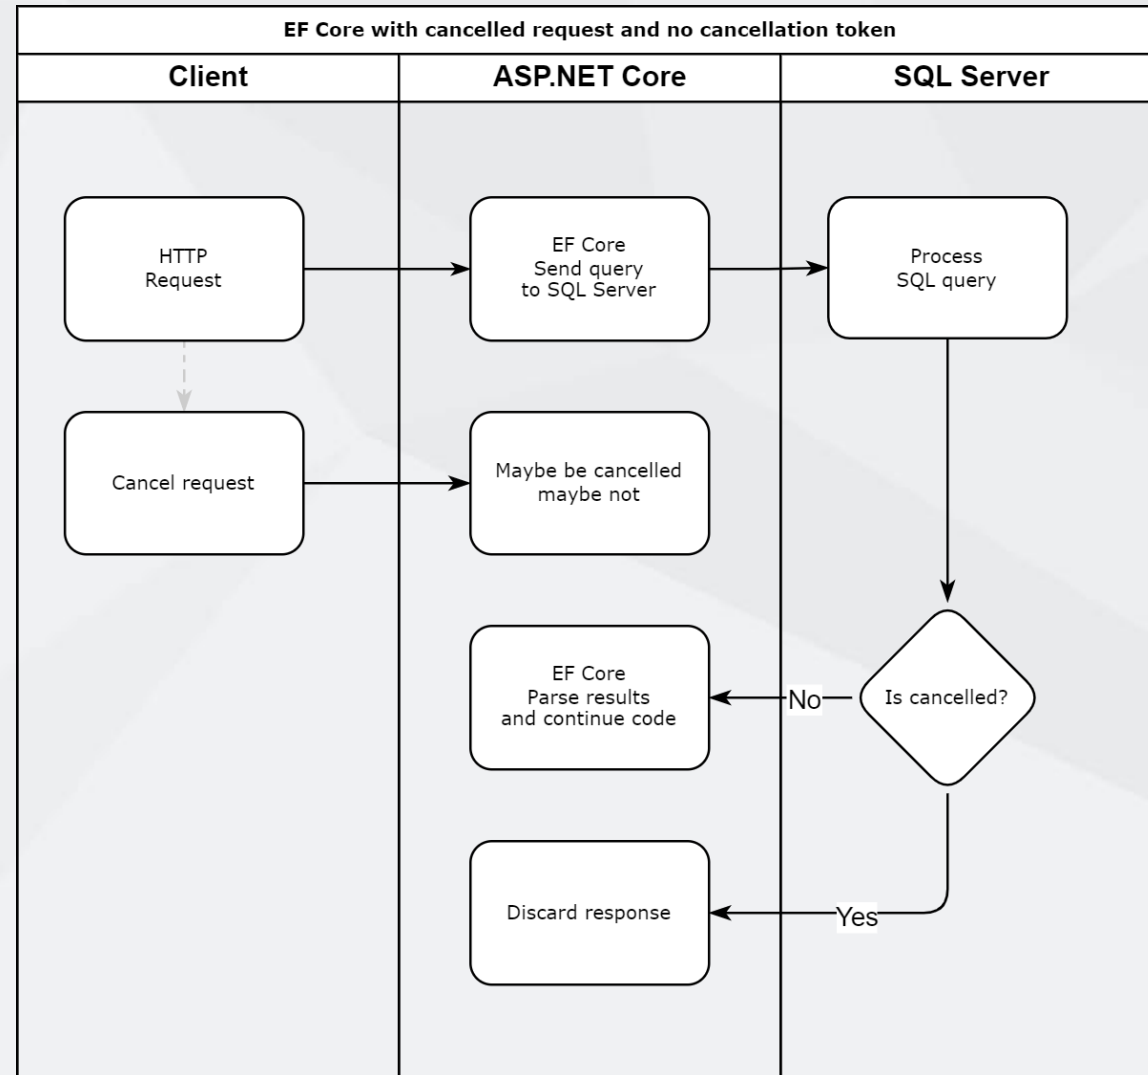 EF Core with cancelled request and no cancellation token
Client
ASP.NET Core
SQL Server
HTTP
Request
EF Core
Send query
to SQL Server
Process
SQL query
Cancel request
Maybe be cancelled
maybe not
EF Core
Parse results
and continue code
No
Is cancelled?
Discard response
Yes